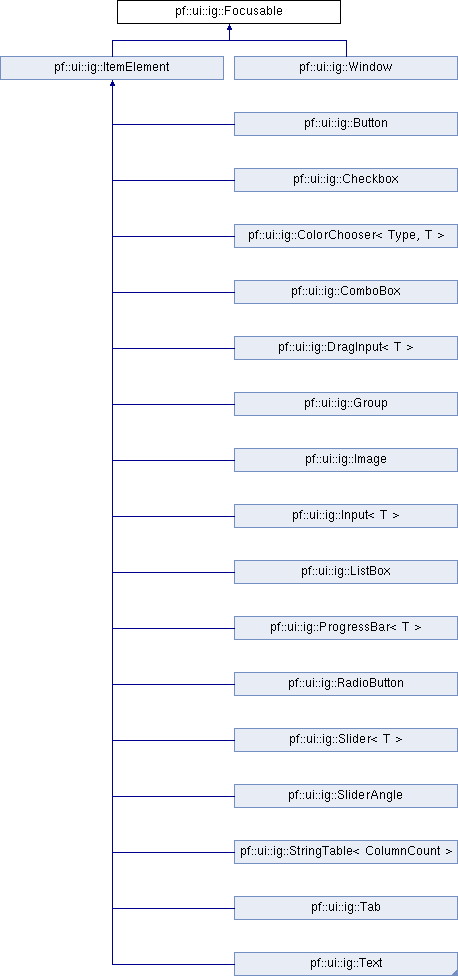 pf::ui::ig::Focusable
pf::ui::ig::ItemElement
pf::ui::ig::Window
pf::ui::ig::Button
pf::ui::ig::Checkbox
pf::ui::ig::ColorChooser< Type, T >
pf::ui::ig::ComboBox
pf::ui::ig::DragInput< T >
pf::ui::ig::Group
pf::ui::ig::Image
pf::ui::ig::Input< T >
pf::ui::ig::ListBox
pf::ui::ig::ProgressBar< T >
pf::ui::ig::RadioButton
pf::ui::ig::Slider< T >
pf::ui::ig::SliderAngle
pf::ui::ig::StringTable< ColumnCount >
pf::ui::ig::Tab
pf::ui::ig::Text